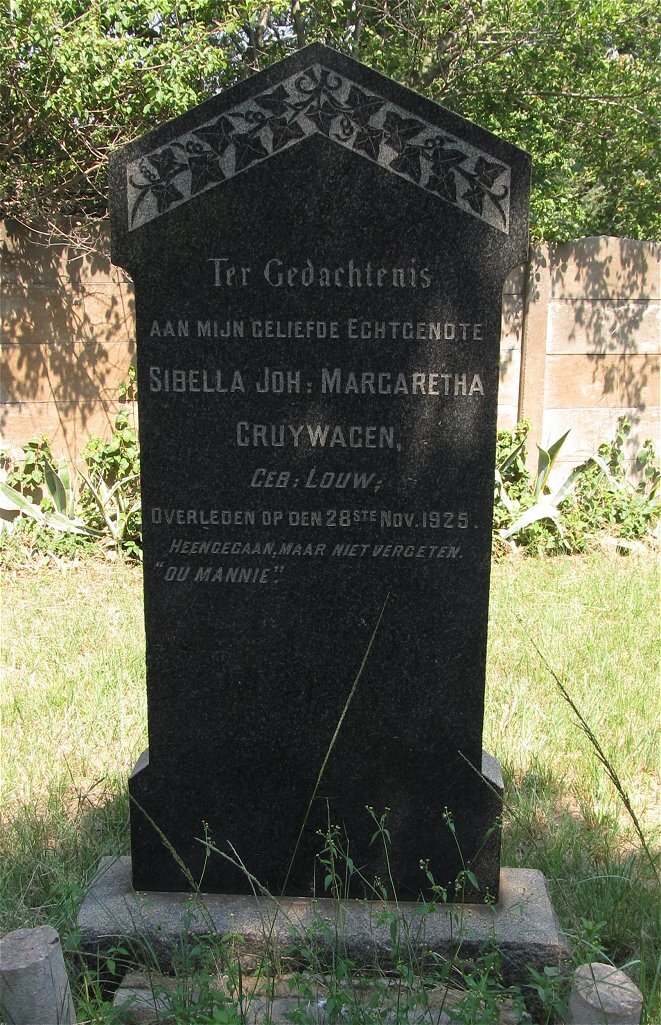 Ter Gedachtenis
AAN MIJN GELIEFDE ECHTGENOTE
SIBELLA JOH: MARGARETHA
CRUYWAGEN,
GEB: LOUW;
OVERLEDEN OP DEN 28STE NOV. 1925.
HEENGEGAAN, MAAR NIET VERGETEN.
"OU MANNIE".